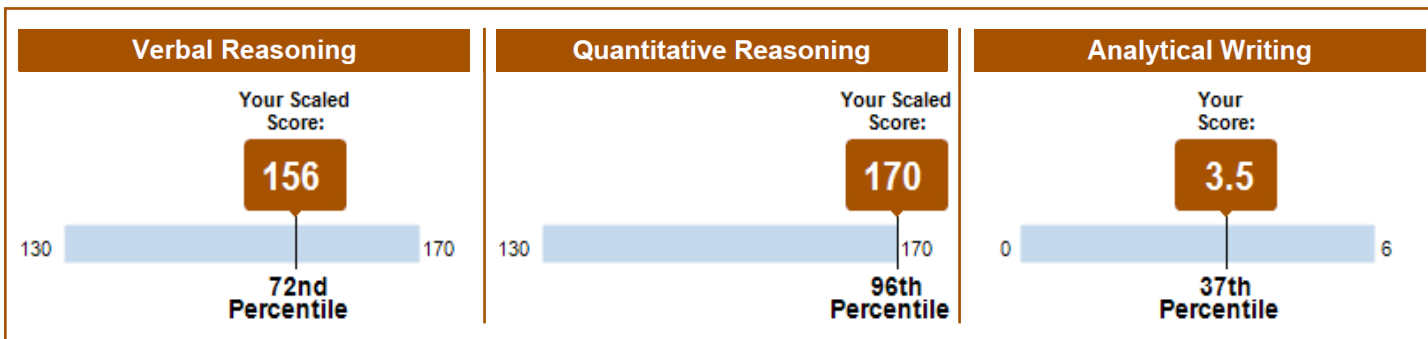 Verbal Reasoning
Your Scaled
Score:
156
130
170
72nd
Percentile
Quantitative Reasoning
Your Scaled
Score:
170
130
170
96th
Percentile
Analytical Writing
Your
Score:
3.5
0
6
37th
Percentile